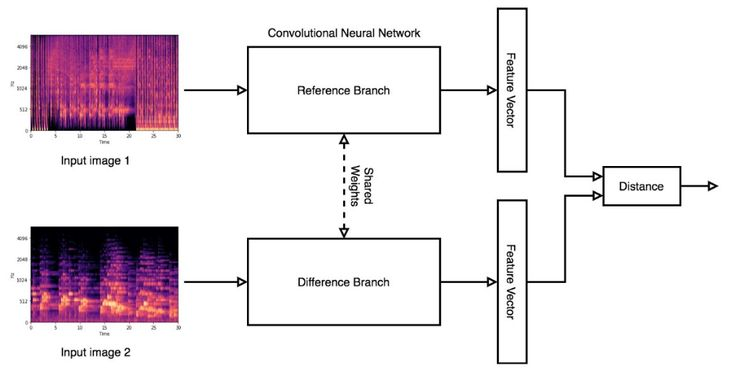 Convolutional Neural Network
4096
2048
1024
512
0
Hz
0
5
10
15
20
25
30
Time
Input image 1
Reference Branch
Feature Vector
Shared
Weights
Distance
4096
2048
1024
512
0
Hz
0
5
10
15
20
25
30
Time
Input image 2
Difference Branch
Feature Vector